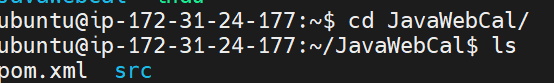 ubuntu@ip-172-31-24-177:~$ cd JavaWebCal/
ubuntu@ip-172-31-24-177:~/JavaWebCal$ ls
pom.xml  src